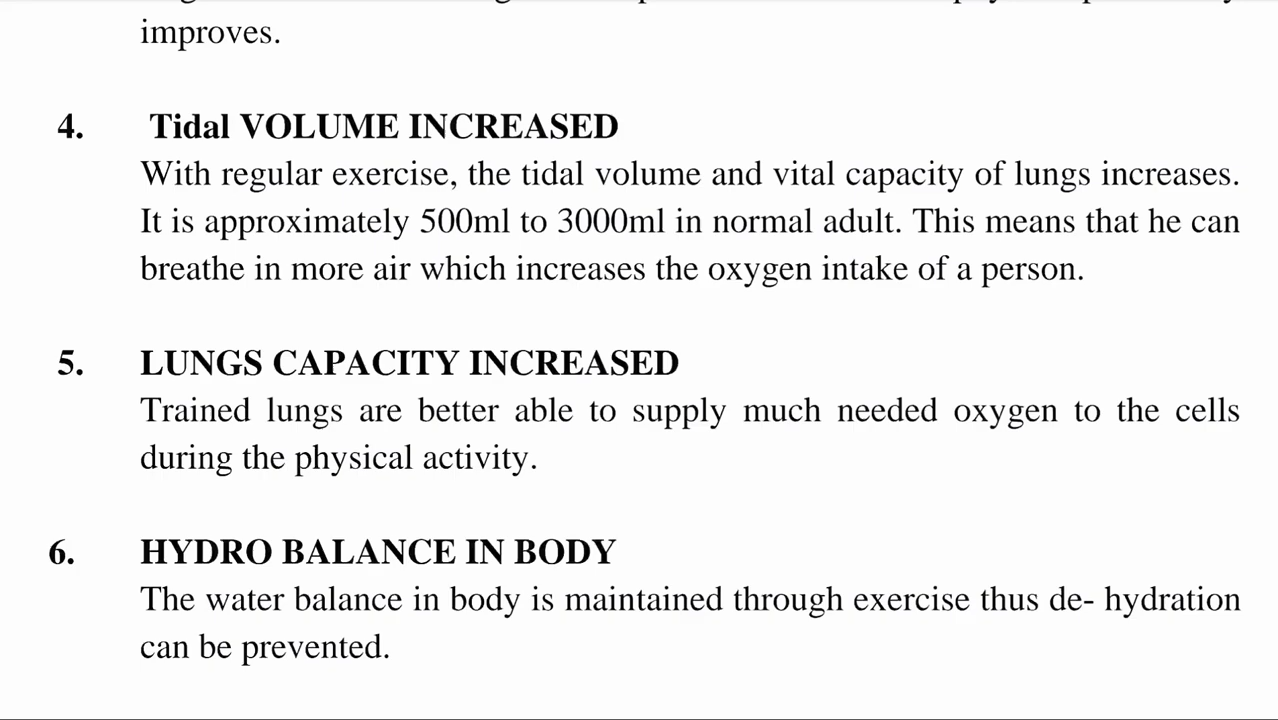 improves.
4. Tidal VOLUME INCREASED
With regular exercise, the tidal volume and vital capacity of lungs increases.
It is approximately 500ml to 3000ml in normal adult. This means that he can
breathe in more air which increases the oxygen intake of a person.
5. LUNGS CAPACITY INCREASED
Trained lungs are better able to supply much needed oxygen to the cells
during the physical activity.
6. HYDRO BALANCE IN BODY
The water balance in body is maintained through exercise thus de- hydration
can be prevented.